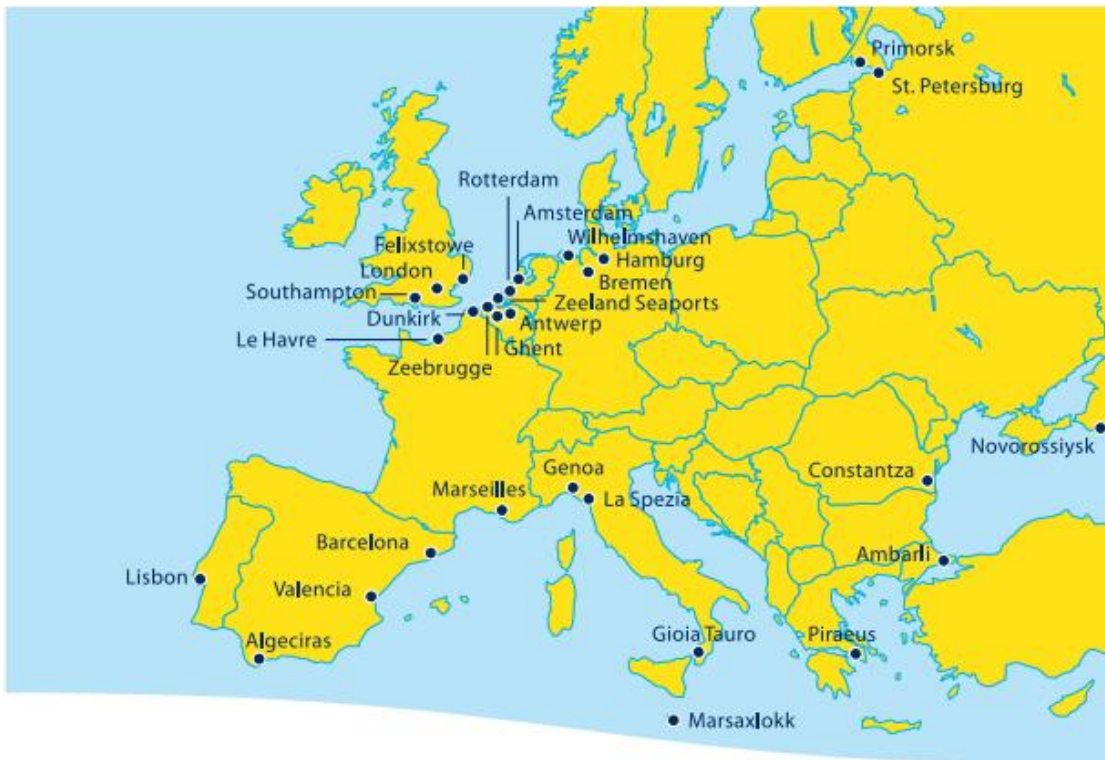 Primorsk
St. Petersburg
Rotterdam
Amsterdam
Wilhelmshaven
Felixstowe
Hamburg
London
Bremen
Southampton
Zeeland Seaports
Dunkirk
Antwerp
Le Havre
Ghent
Zeebrugge
Novorossiysk
Genoa
Constantza
Marseilles
La Spezia
Barcelona
Ambarli
Lisbon
Valencia
Algeciras
Gioia Tauro
Piraeus
Marsaxlokk